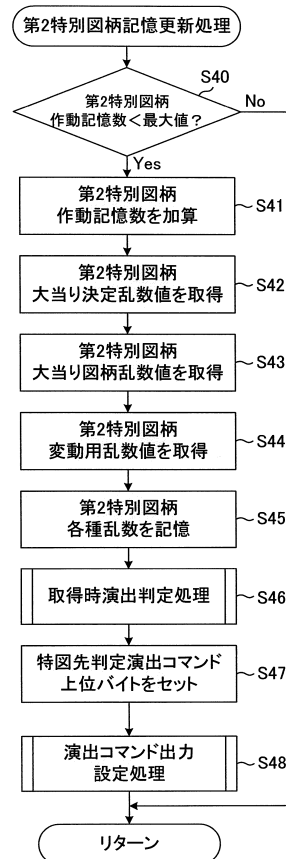 第2特別図柄記憶更新処理
S40
第2特別図柄
作動記憶数<最大値?
No
Yes
第2特別図柄
作動記憶数を加算
S41
第2特別図柄
大当り決定乱数値を取得
S42
第2特別図柄
大当り図柄乱数値を取得
S43
第2特別図柄
変動用乱数値を取得
S44
第2特別図柄
各種乱数を記憶
S45
取得時演出判定処理
S46
特図先判定演出コマンド
上位バイトをセット
S47
演出コマンド出力
設定処理
S48
リターン